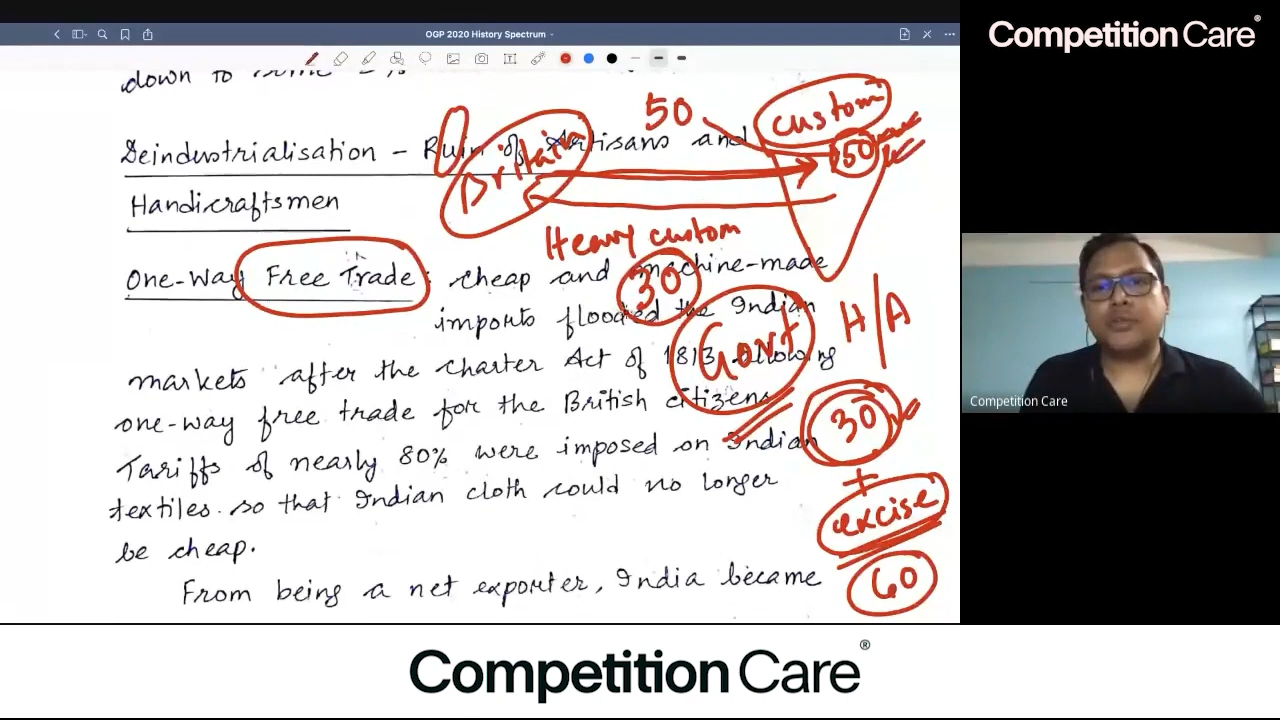 OGP 2020 History Spectrum
Competition Care®
down to
50
custom
Deindustrialisation – Ruin of Artisans and
Britain
50
Handicraftsmen
Heavy custom
One-Way Free Trade : cheap and machine-made
30
imports flooded the Indian
Govt
H/A
markets after the Charter Act of 1813 allowing
one-way free trade for the British citizens.
30
Tariffs of nearly 80% were imposed on Indian
+
textiles so that Indian cloth could no longer
excise
be cheap.
From being a net exporter, India became
60
Competition Care
Competition Care®